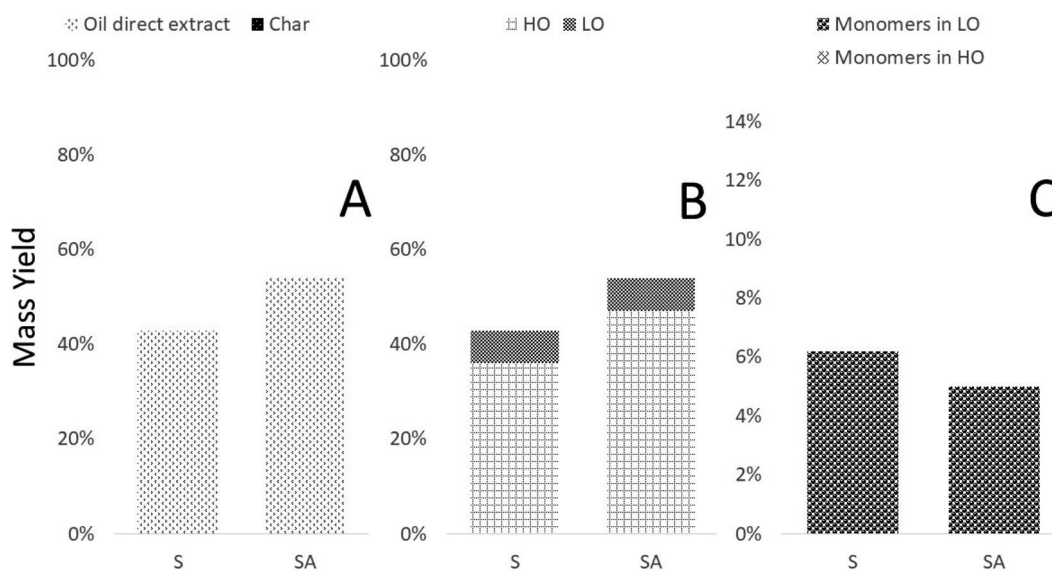 Oil direct extract Char
100%
80%
60%
40%
20%
0%
Mass Yield
A
S SA
HO LO
100%
80%
60%
40%
20%
0%
B
S SA
Monomers in LO
Monomers in HO
14%
12%
10%
8%
6%
4%
2%
0%
C
S SA